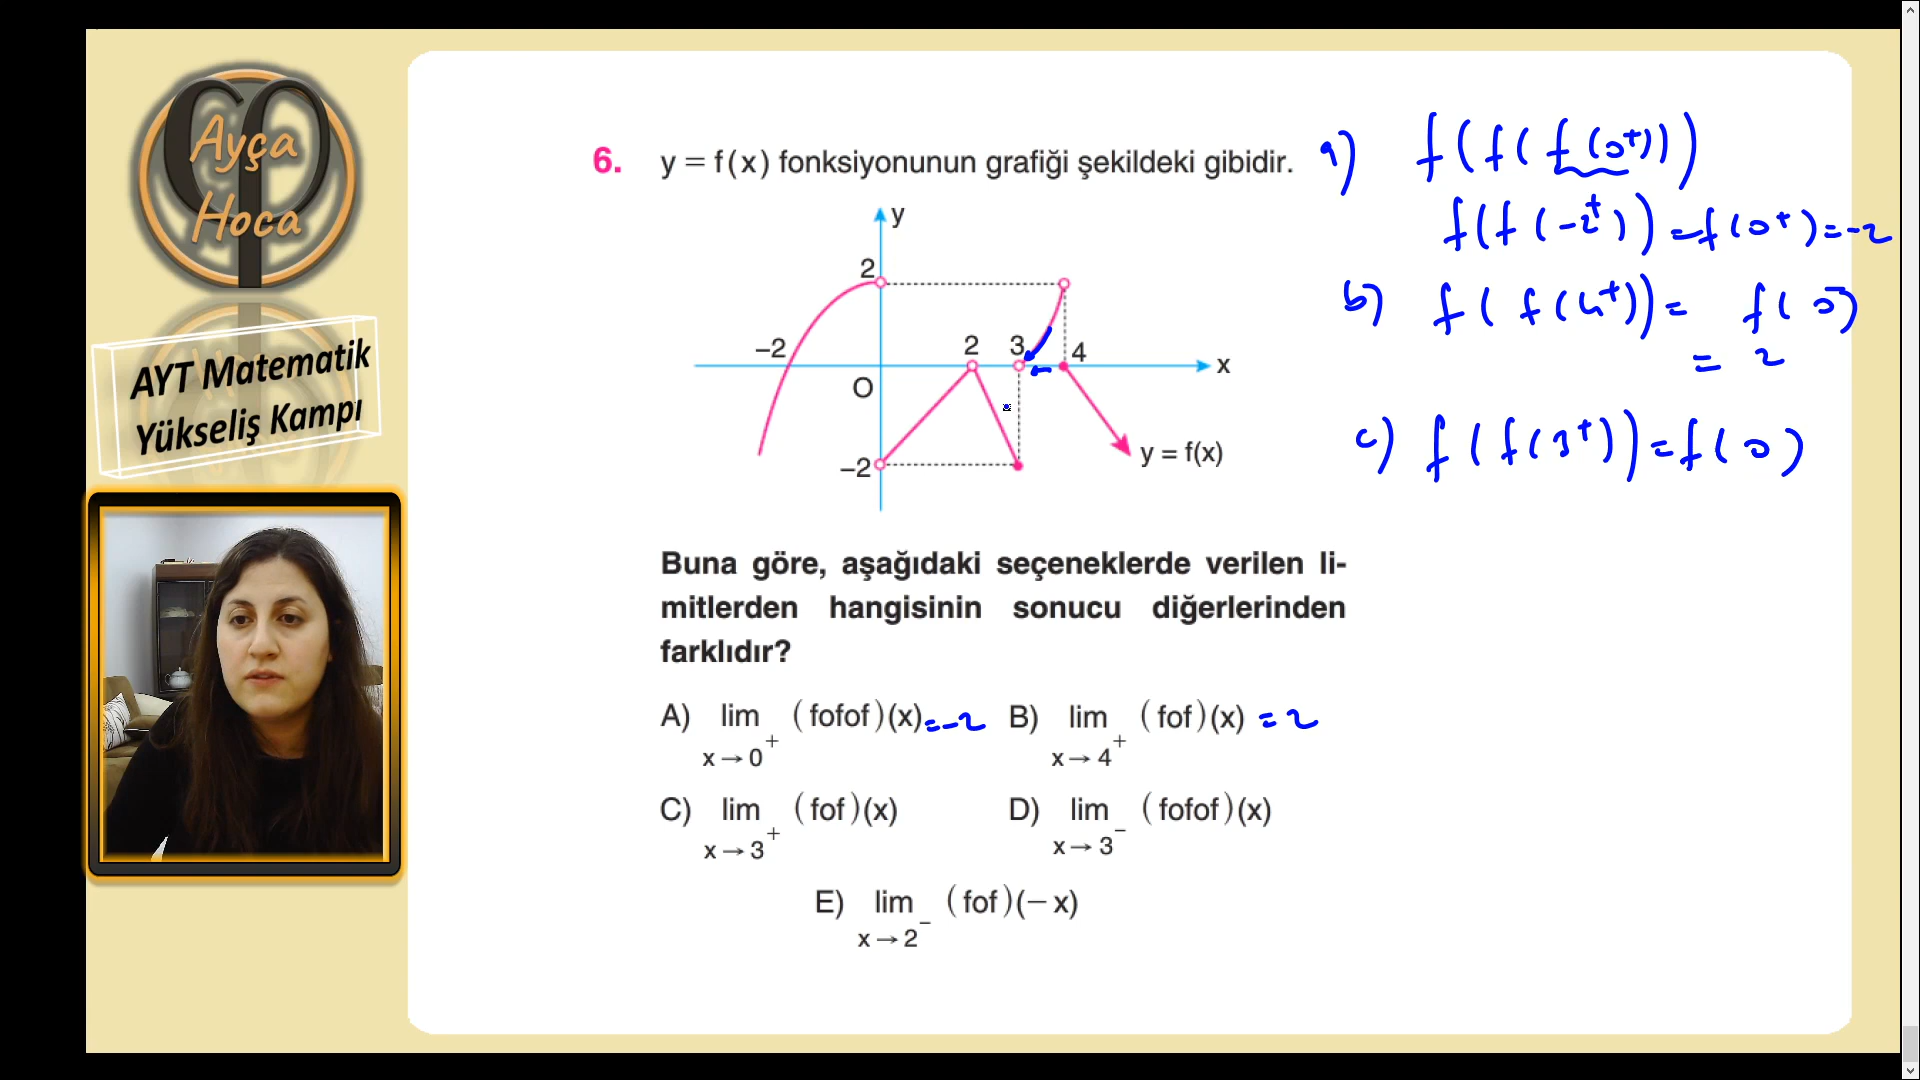 Ayça
Hoca
AYT Matematik
Yükseliş Kampı
6. y = f(x) fonksiyonunun grafiği şekildeki gibidir.
y
2
−2
2
3
4
x
O
−2
y = f(x)
Buna göre, aşağıdaki seçeneklerde verilen li-
mitlerden hangisinin sonucu diğerlerinden
farklıdır?
A) lim x→0⁺ (fofof)(x) = -2
B) lim x→4⁺ (fof)(x) = 2
C) lim x→3⁺ (fof)(x)
D) lim x→3⁻ (fofof)(x)
E) lim x→2⁻ (fof)(−x)
a) f(f(f(0⁺)))
f(f(-2⁺)) = f(0⁺) = -2
b) f(f(4⁺)) = f(0⁻)
= 2
c) f(f(3⁺)) = f(0)